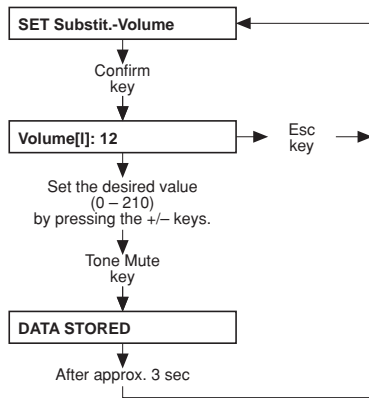 SET Substit.-Volume
Confirm
key
Volume[l]: 12
Esc
key
Set the desired value
(0 – 210)
by pressing the +/– keys.
Tone Mute
key
DATA STORED
After approx. 3 sec